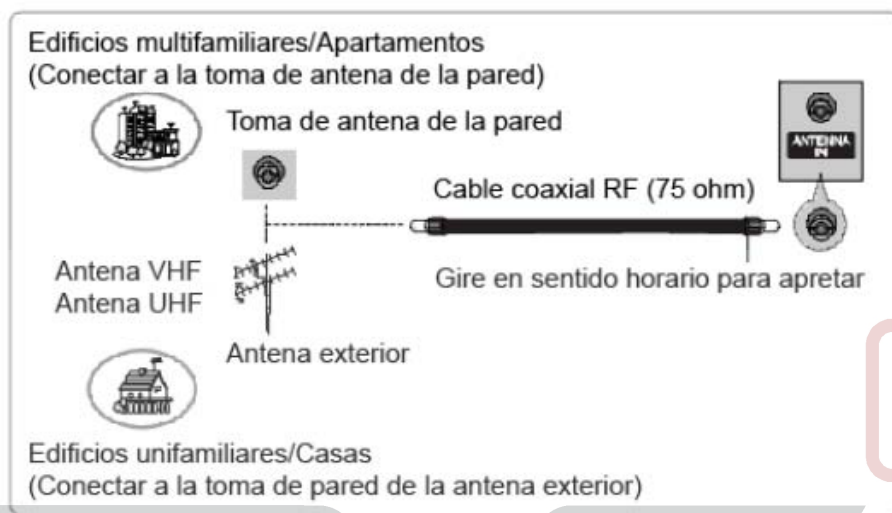 Edificios multifamiliares/Apartamentos
(Conectar a la toma de antena de la pared)
Toma de antena de la pared
ANTENNA
IN
Cable coaxial RF (75 ohm)
Antena VHF
Antena UHF
Gire en sentido horario para apretar
Antena exterior
Edificios unifamiliares/Casas
(Conectar a la toma de pared de la antena exterior)